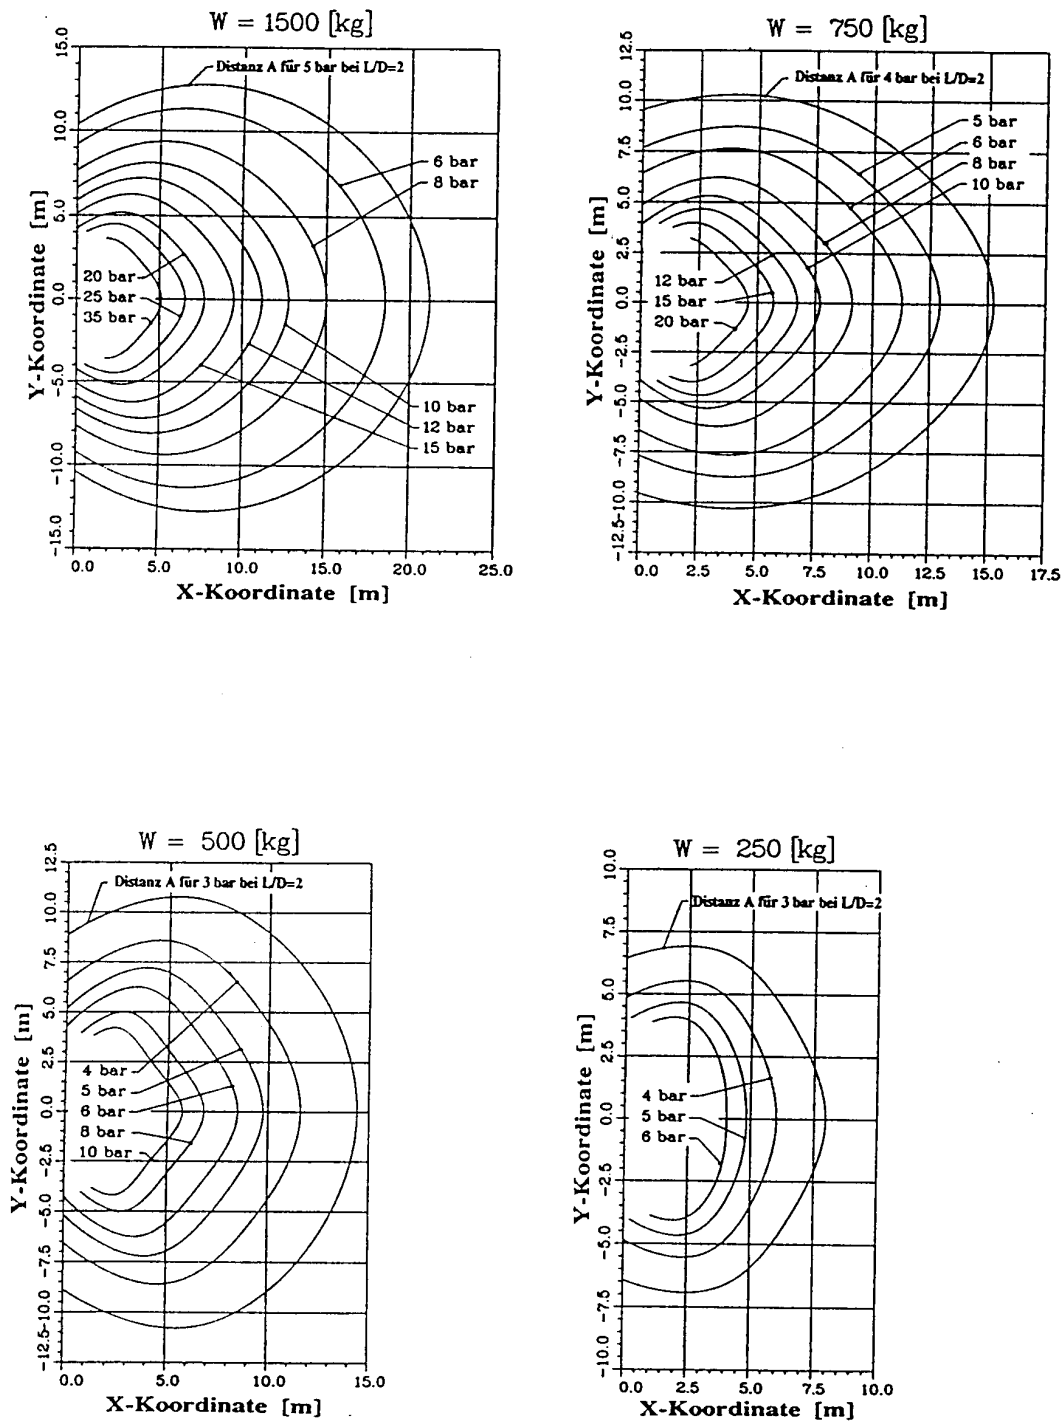 W = 1500 [kg]
15.0
Distanz A für 5 bar bei L/D=2
10.0
6 bar
8 bar
5.0
20 bar
25 bar
35 bar
0.0
Y-Koordinate [m]
-5.0
10 bar
12 bar
15 bar
-10.0
-15.0
0.0 5.0 10.0 15.0 20.0 25.0
X-Koordinate [m]
W = 750 [kg]
12.5
Distanz A für 4 bar bei L/D=2
10.0
5 bar
6 bar
7.5
8 bar
10 bar
5.0
2.5
12 bar
15 bar
20 bar
0.0
Y-Koordinate [m]
-2.5
-5.0
-7.5
-10.0
-12.5
0.0 2.5 5.0 7.5 10.0 12.5 15.0 17.5
X-Koordinate [m]
W = 500 [kg]
12.5
Distanz A für 3 bar bei L/D=2
10.0
7.5
5.0
2.5
4 bar
5 bar
6 bar
8 bar
10 bar
0.0
Y-Koordinate [m]
-2.5
-5.0
-7.5
-10.0
-12.5
0.0 5.0 10.0 15.0
X-Koordinate [m]
W = 250 [kg]
10.0
Distanz A für 3 bar bei L/D=2
7.5
5.0
2.5
4 bar
5 bar
6 bar
0.0
Y-Koordinate [m]
-2.5
-5.0
-7.5
-10.0
0.0 2.5 5.0 7.5 10.0
X-Koordinate [m]